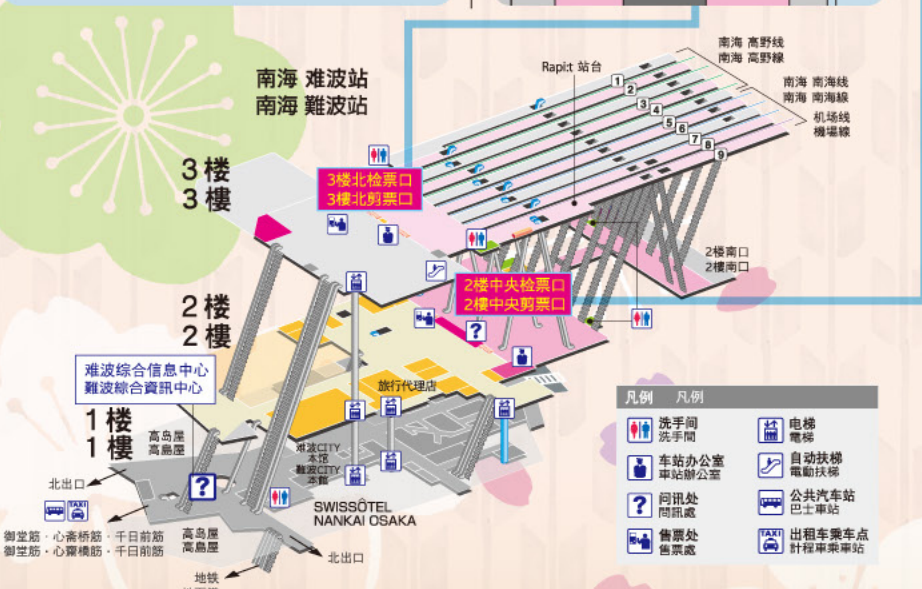 南海 高野线
南海 高野線
南海 难波站
南海 難波站
Rapi:t 站台
南海 南海线
南海 南海線
机场线
機場線
1
2
3
4
5
6
7
8
9
3楼
3樓
3楼北检票口
3樓北剪票口
2楼南口
2樓南口
2楼中央检票口
2樓中央剪票口
2楼
2樓
?
难波综合信息中心
難波綜合資訊中心
旅行代理店
1楼
1樓
高岛屋
高島屋
难波CITY
本馆
難波CITY
本館
北出口
?
TAXI
SWISSÔTEL
NANKAI OSAKA
御堂筋・心斋桥筋・千日前筋
御堂筋・心齋橋筋・千日前筋
高岛屋
高島屋
北出口
地铁
凡例 凡例
洗手间
洗手間
电梯
電梯
车站办公室
車站辦公室
自动扶梯
電動扶梯
?
问讯处
問訊處
公共汽车站
巴士車站
售票处
售票處
TAXI
出租车乘车点
計程車乘車站